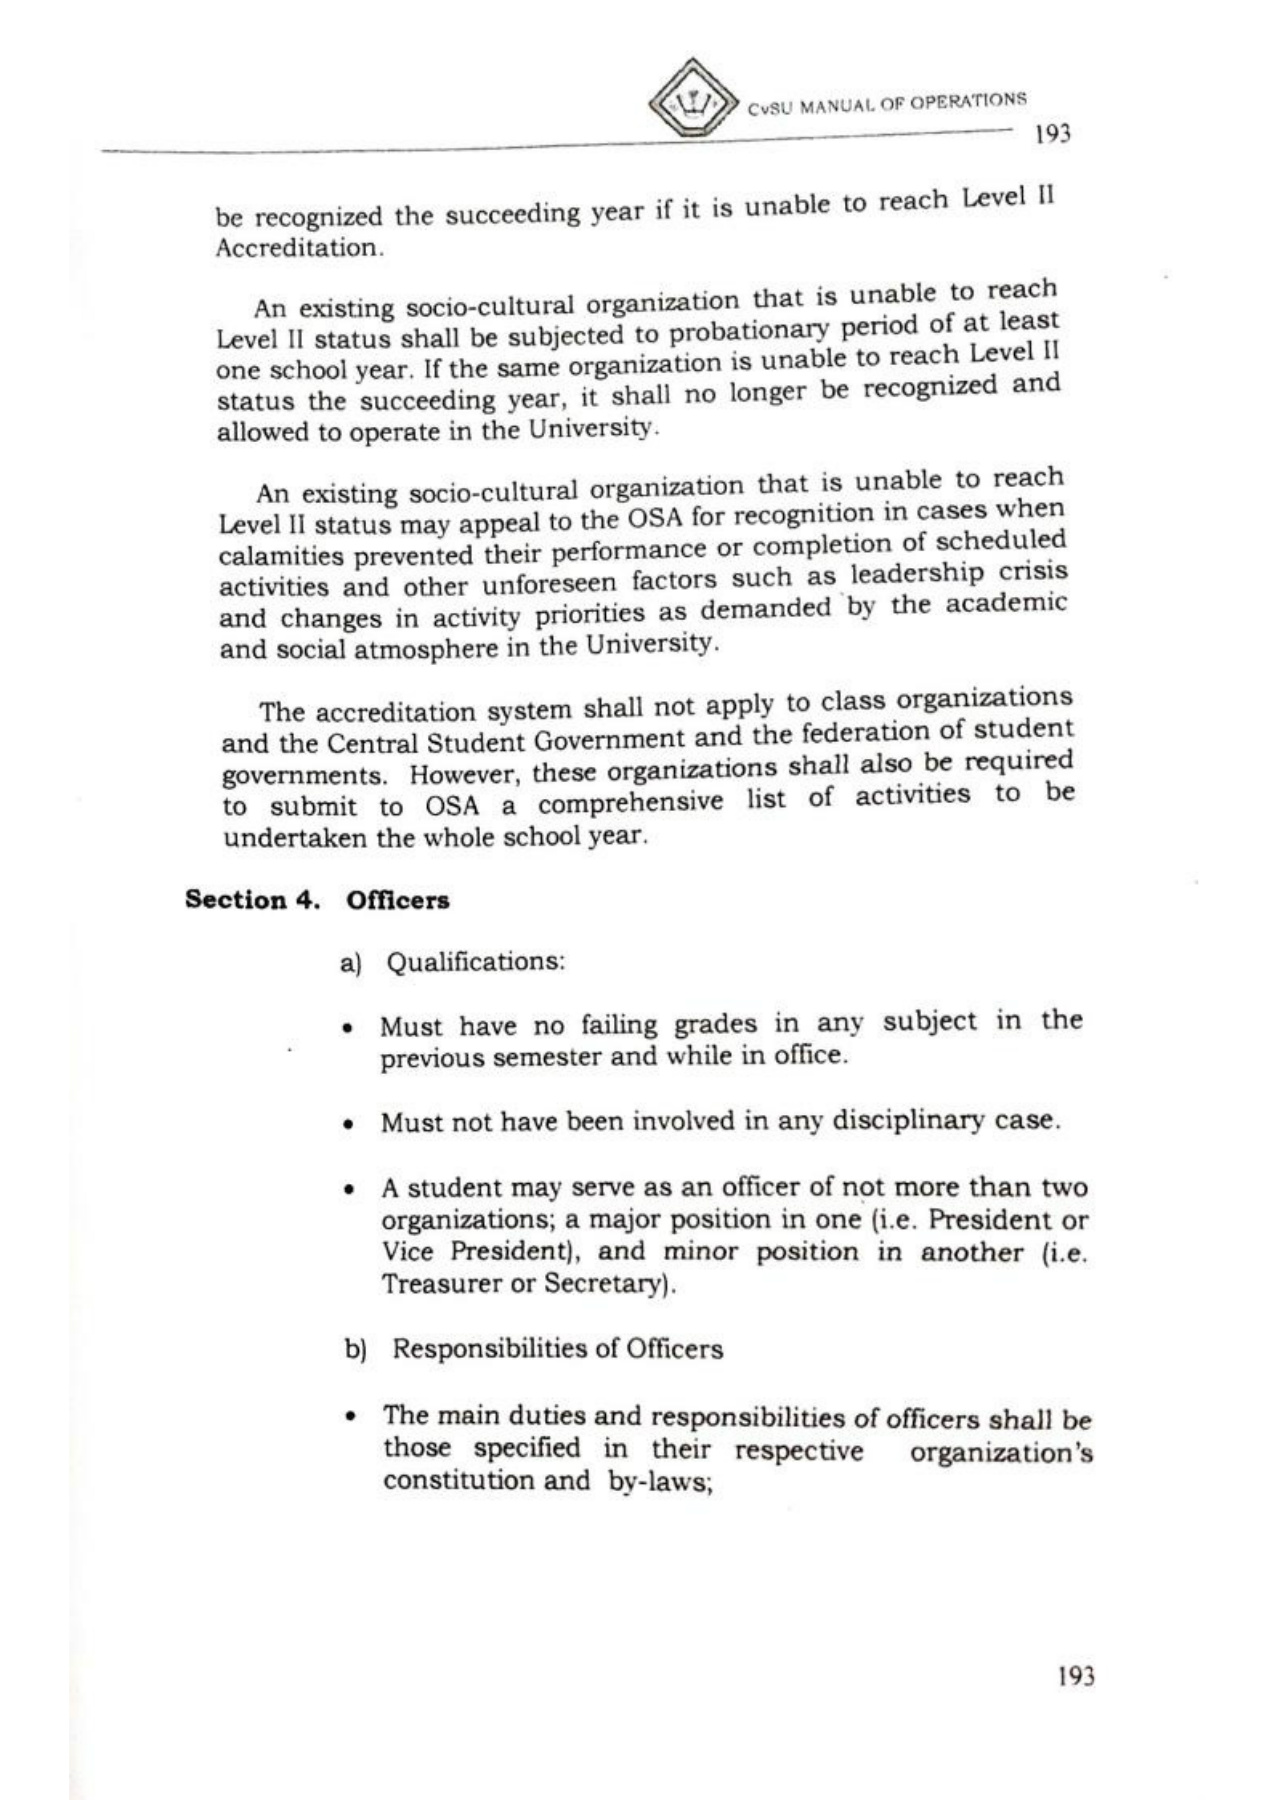 CvSU MANUAL OF OPERATIONS
193
be recognized the succeeding year if it is unable to reach Level II
Accreditation.
An existing socio-cultural organization that is unable to reach
Level II status shall be subjected to probationary period of at least
one school year. If the same organization is unable to reach Level II
status the succeeding year, it shall no longer be recognized and
allowed to operate in the University.
An existing socio-cultural organization that is unable to reach
Level II status may appeal to the OSA for recognition in cases when
calamities prevented their performance or completion of scheduled
activities and other unforeseen factors such as leadership crisis
and changes in activity priorities as demanded by the academic
and social atmosphere in the University.
The accreditation system shall not apply to class organizations
and the Central Student Government and the federation of student
governments. However, these organizations shall also be required
to submit to OSA a comprehensive list of activities to be
undertaken the whole school year.
Section 4. Officers
a) Qualifications:
• Must have no failing grades in any subject in the
previous semester and while in office.
• Must not have been involved in any disciplinary case.
• A student may serve as an officer of not more than two
organizations; a major position in one (i.e. President or
Vice President), and minor position in another (i.e.
Treasurer or Secretary).
b) Responsibilities of Officers
• The main duties and responsibilities of officers shall be
those specified in their respective organization's
constitution and by-laws;
193